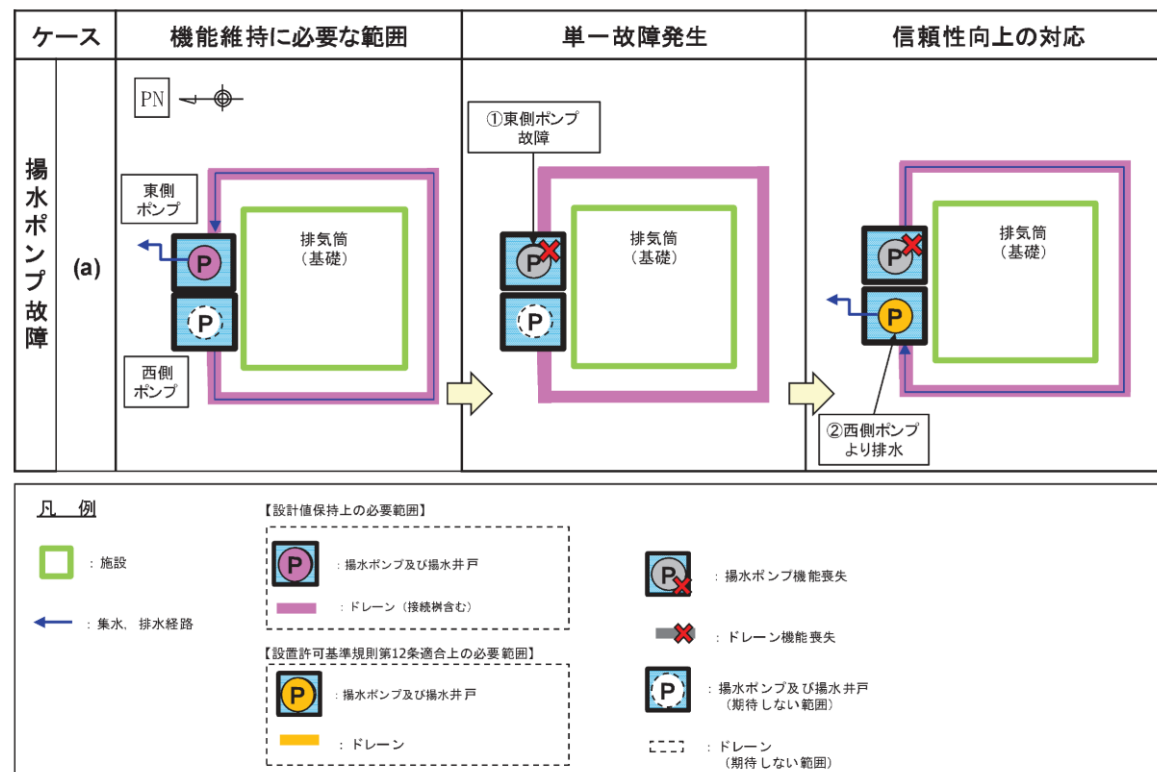 ケース
機能維持に必要な範囲
単一故障発生
信頼性向上の対応
揚水ポンプ故障
(a)
PN
東側
ポンプ
P
P
西側
ポンプ
排気筒
(基礎)
①東側ポンプ
故障
P
P
排気筒
(基礎)
P
P
排気筒
(基礎)
②西側ポンプ
より排水
凡 例
:施設
:集水、排水経路
【設計値保持上の必要範囲】
P
:揚水ポンプ及び揚水井戸
:ドレーン(接続桝含む)
【設置許可基準規則第12条適合上の必要範囲】
P
:揚水ポンプ及び揚水井戸
:ドレーン
P
:揚水ポンプ機能喪失
:ドレーン機能喪失
P
:揚水ポンプ及び揚水井戸
(期待しない範囲)
:ドレーン
(期待しない範囲)